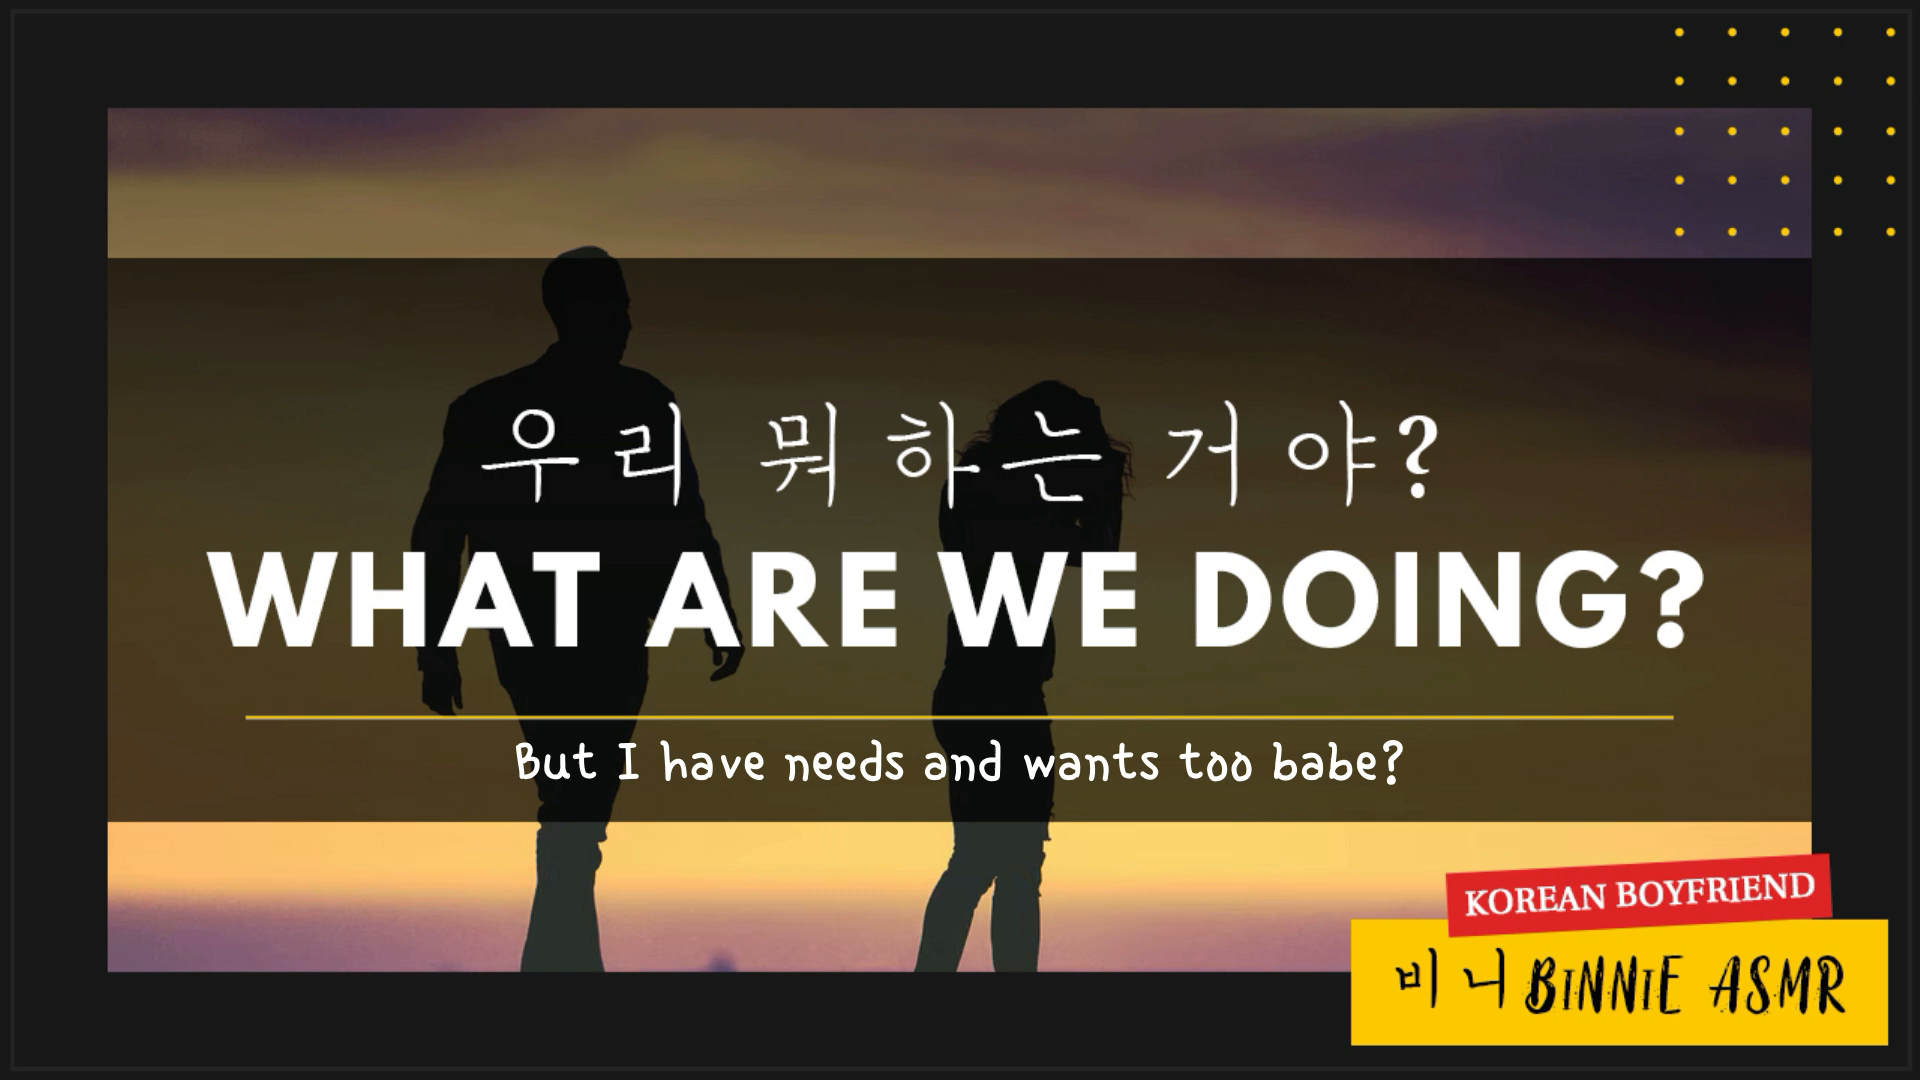 우리 뭐하는 거야?
WHAT ARE WE DOING?
But I have needs and wants too babe?
KOREAN BOYFRIEND
비니 BINNIE ASMR